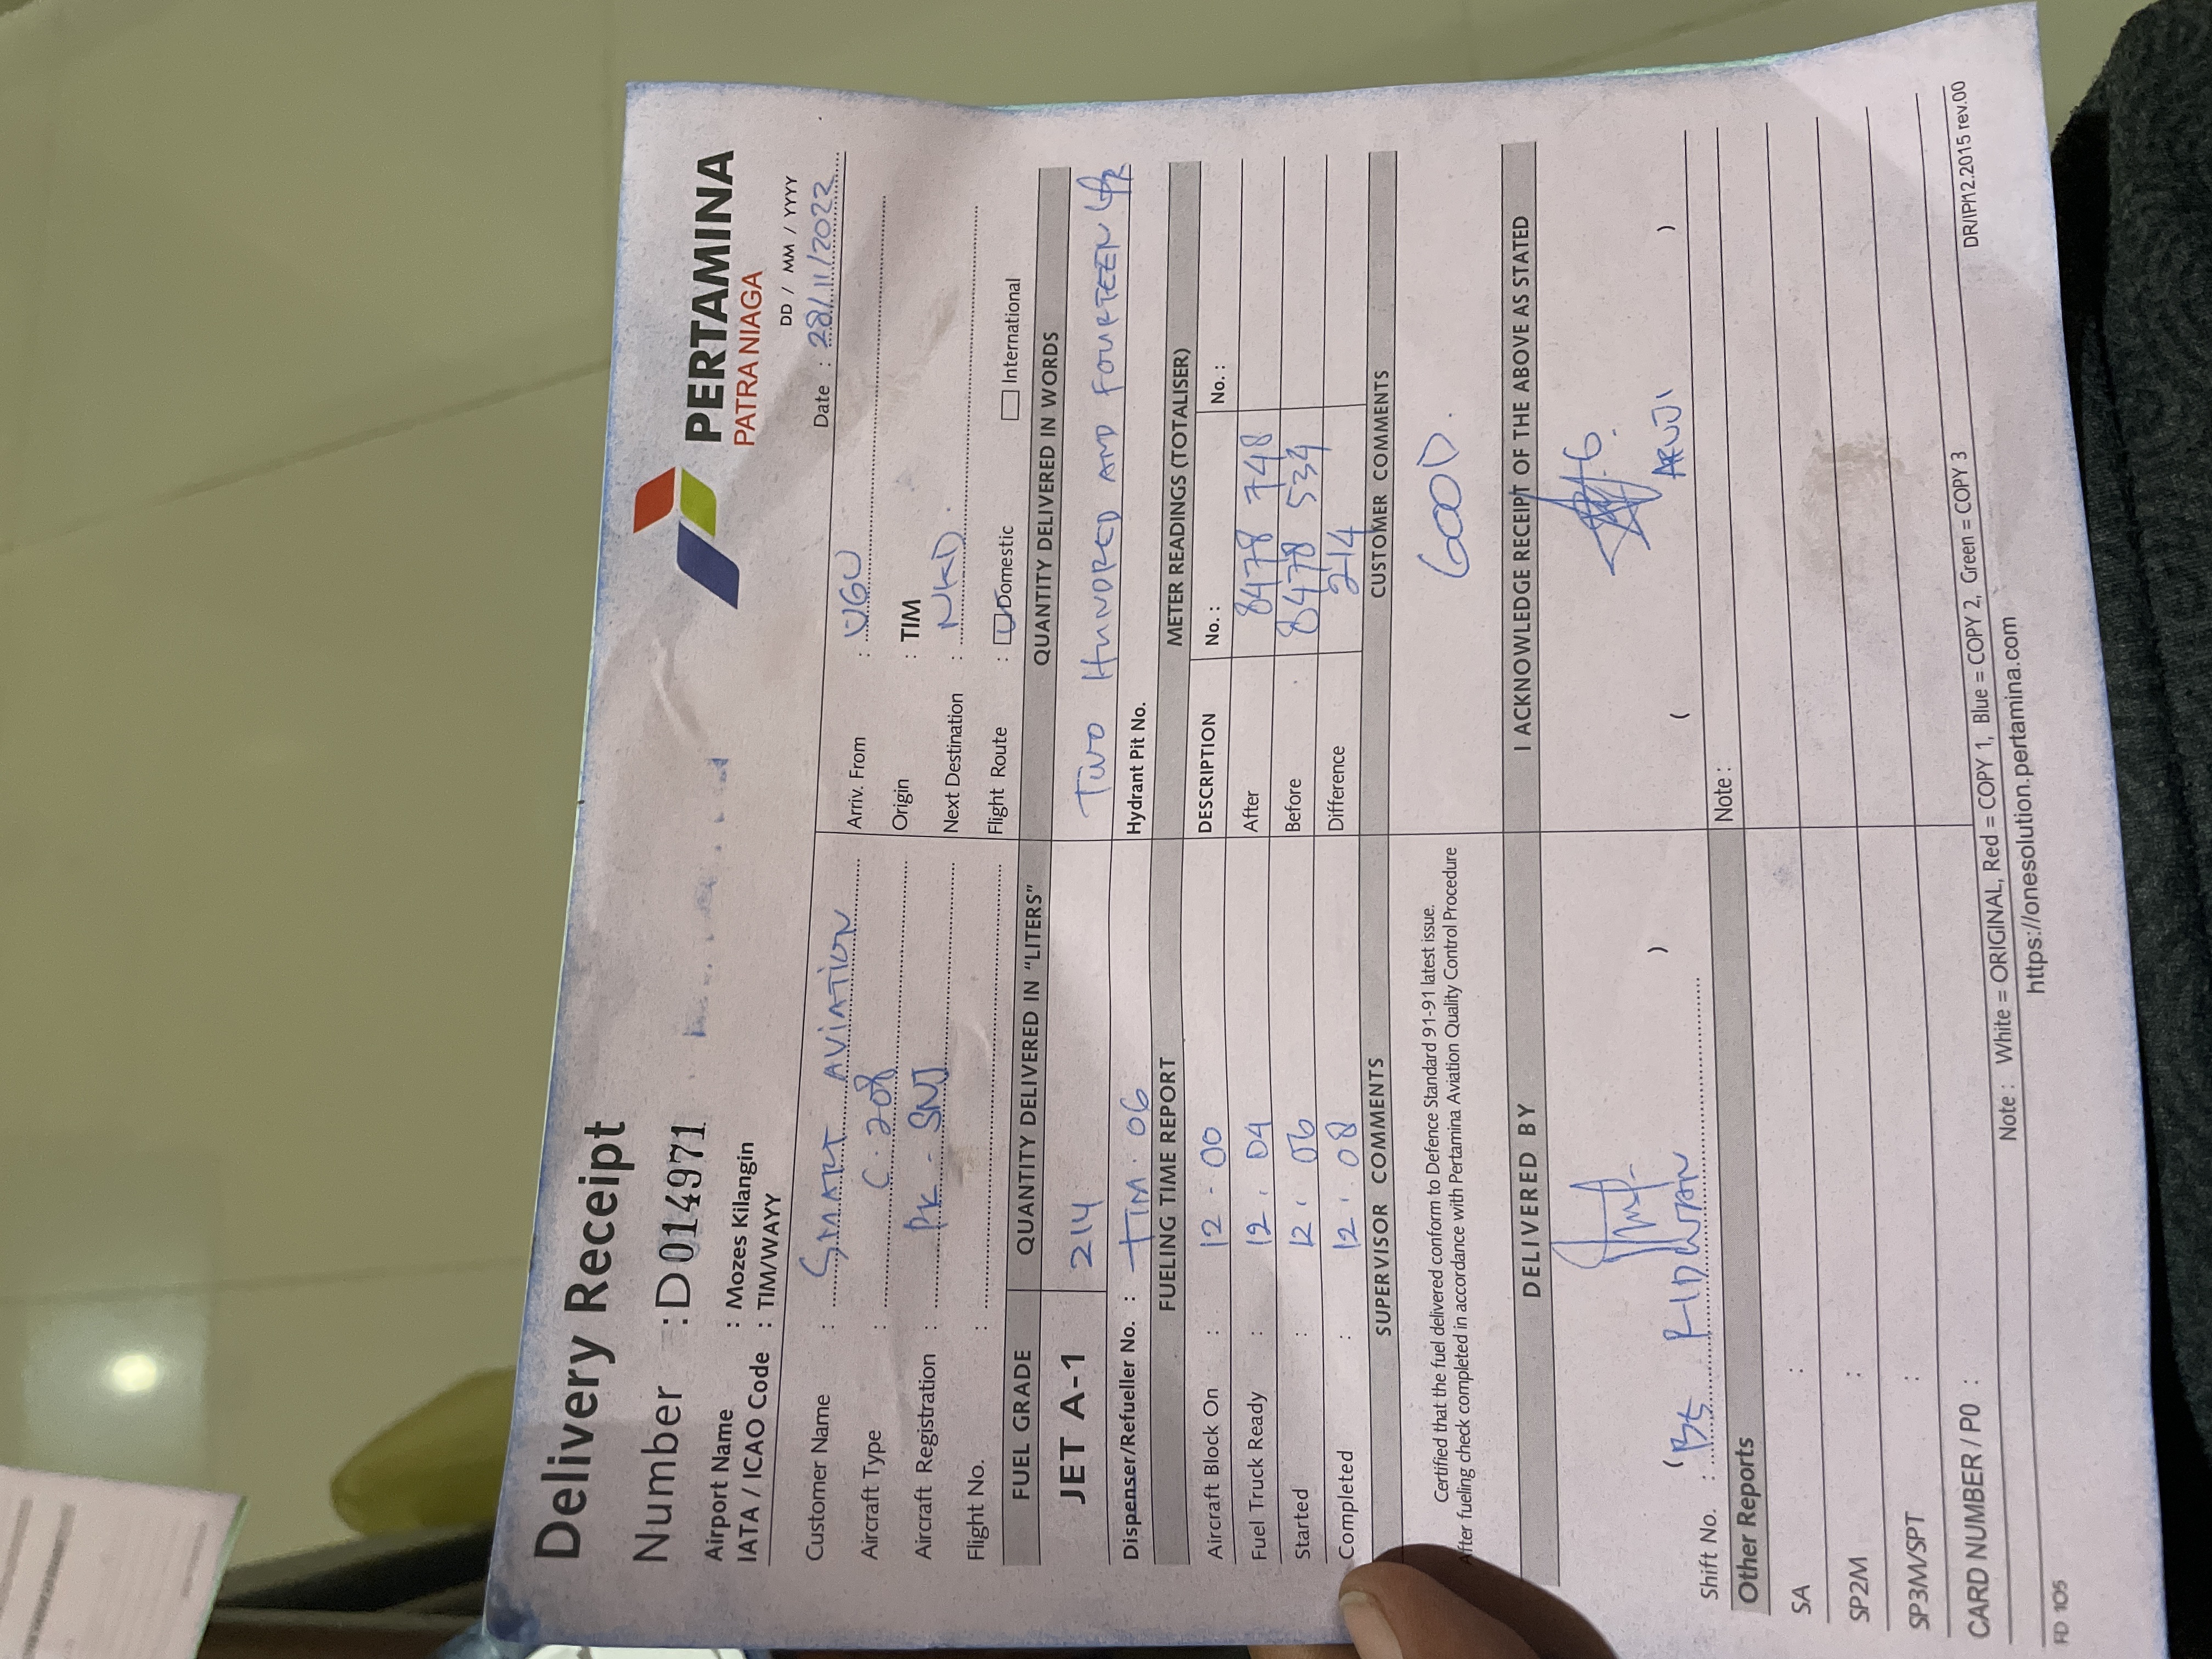 Delivery Receipt
PERTAMINA
PATRA NIAGA
Number : D 014971
DD / MM / YYYY
Airport Name : Mozes Kilangin
IATA / ICAO Code : TIM/WAYY
Date : 28/11/2022
Customer Name : SMART AVIATION
Aircraft Type : C. 208
Aircraft Registration : PK - SNJ
Flight No. :
Arriv. From : UGU
Origin : TIM
Next Destination : NKD
Flight Route : Domestic International
FUEL GRADE QUANTITY DELIVERED IN "LITERS" QUANTITY DELIVERED IN WORDS
JET A-1 214 TWO HUNDRED AND FOURTEEN LTR
Dispenser/Refueller No. : TIM. 06 Hydrant Pit No.
FUELING TIME REPORT METER READINGS (TOTALISER)
Aircraft Block On : 12.00 DESCRIPTION No. : No. :
Fuel Truck Ready : 12.04 After 8478 748
Started : 12.06 Before 8478 534
Completed : 12.08 Difference 214
SUPERVISOR COMMENTS CUSTOMER COMMENTS
Certified that the fuel delivered conform to Defence Standard 91-91 latest issue.
After fueling check completed in accordance with Pertamina Aviation Quality Control Procedure
GOOD.
DELIVERED BY I ACKNOWLEDGE RECEIPT OF THE ABOVE AS STATED
( RIDWAN ) ( )
Shift No. :
Other Reports Note :
SA :
SP2M :
SP3M/SPT :
CARD NUMBER / PO :
DR/IPI12.2015 rev.00
Note : White = ORIGINAL, Red = COPY 1, Blue = COPY 2, Green = COPY 3
https://onesolution.pertamina.com
FD 105